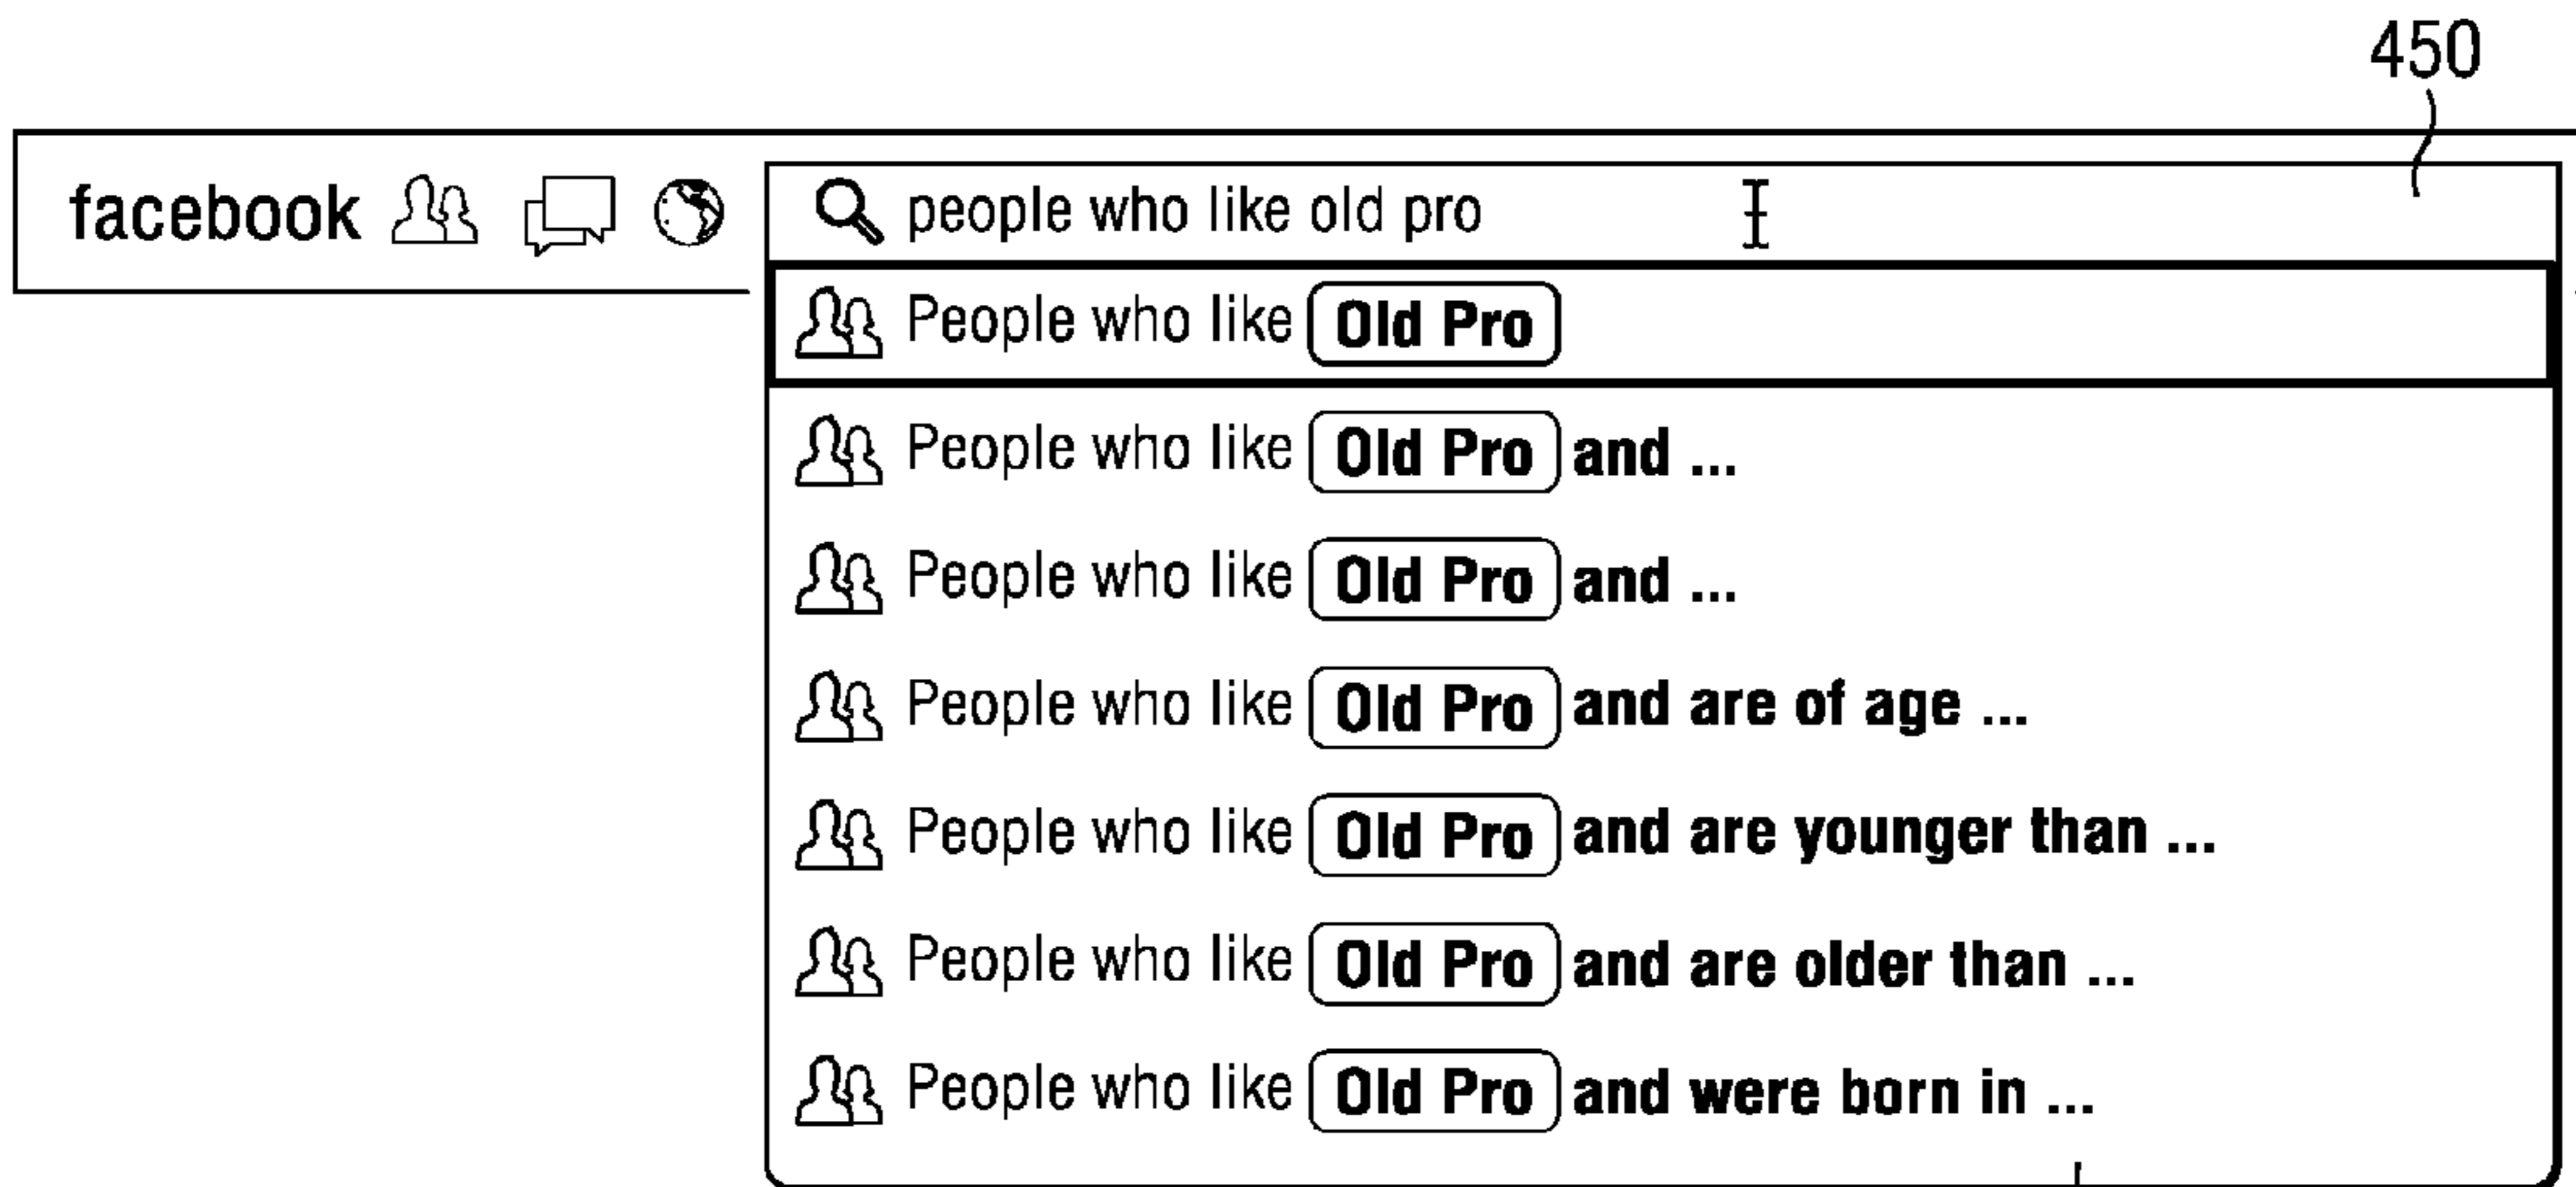 450
facebook people who like old pro
People who like Old Pro
People who like Old Pro and ...
People who like Old Pro and ...
People who like Old Pro and are of age ...
People who like Old Pro and are younger than ...
People who like Old Pro and are older than ...
People who like Old Pro and were born in ...